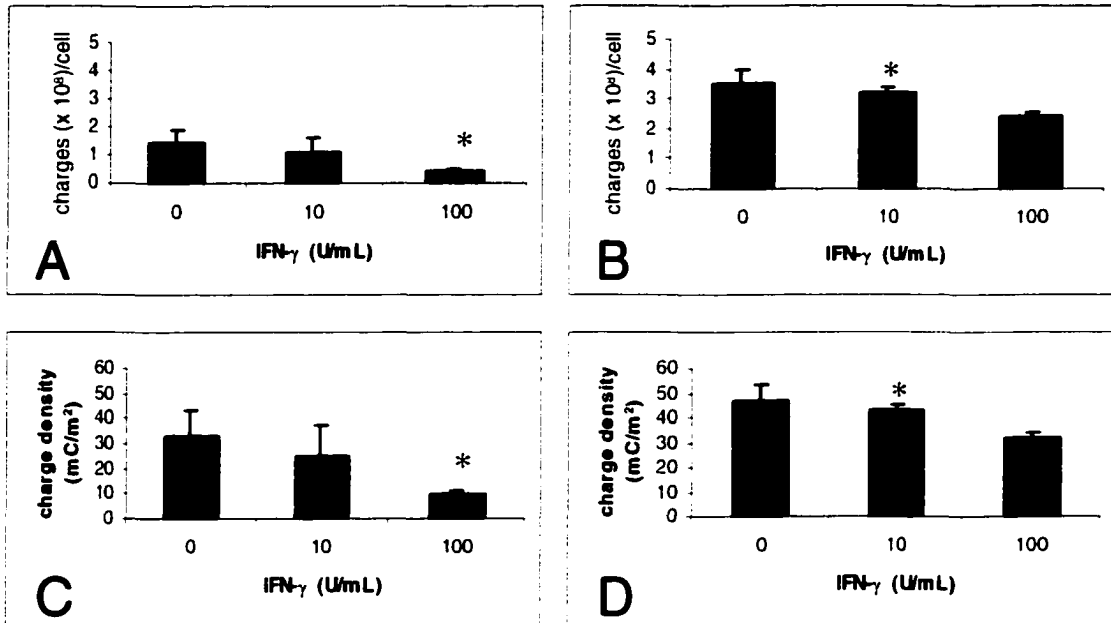 5
4
3
2
1
0
charges (x 10⁸)/cell
*
0 10 100
IFN-γ (U/mL)
A
5
4
3
2
1
0
charges (x 10⁸)/cell
*
0 10 100
IFN-γ (U/mL)
B
60
50
40
30
20
10
0
charge density
(mC/m²)
*
0 10 100
IFN-γ (U/mL)
C
60
50
40
30
20
10
0
charge density
(mC/m²)
*
0 10 100
IFN-γ (U/mL)
D